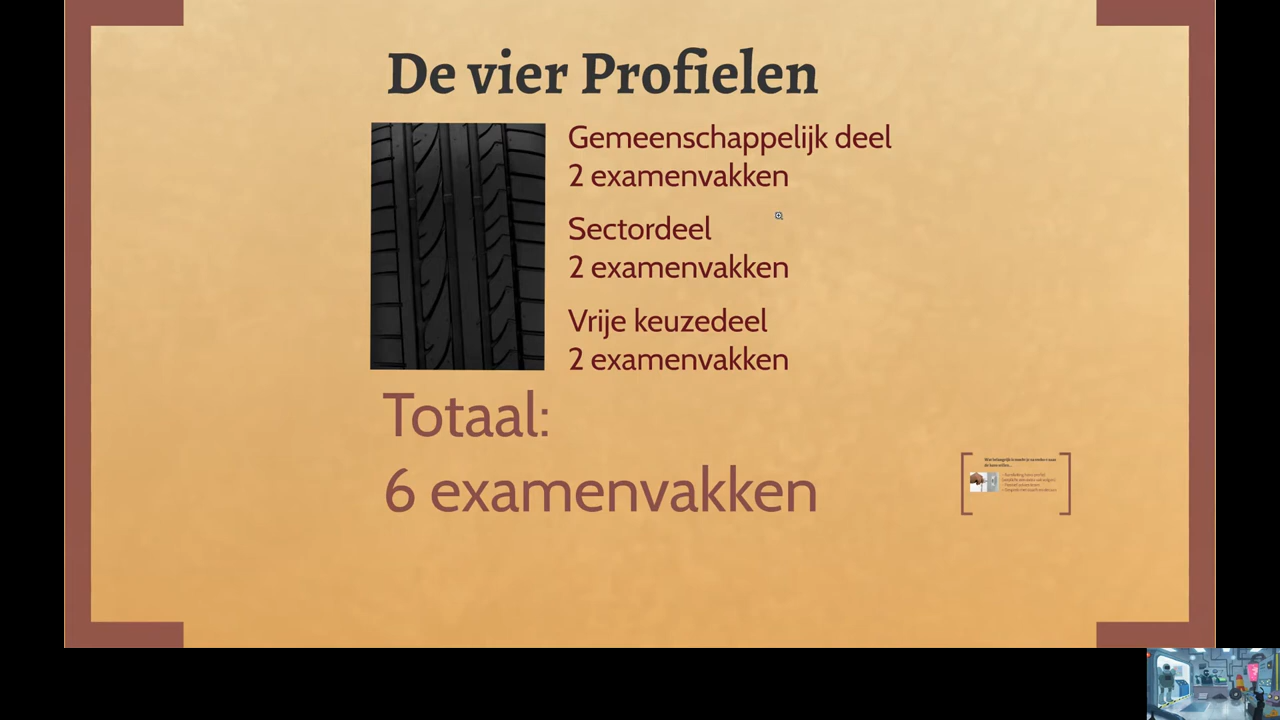 De vier Profielen
Gemeenschappelijk deel
2 examenvakken
Sectordeel
2 examenvakken
Vrije keuzedeel
2 examenvakken
Totaal:
6 examenvakken